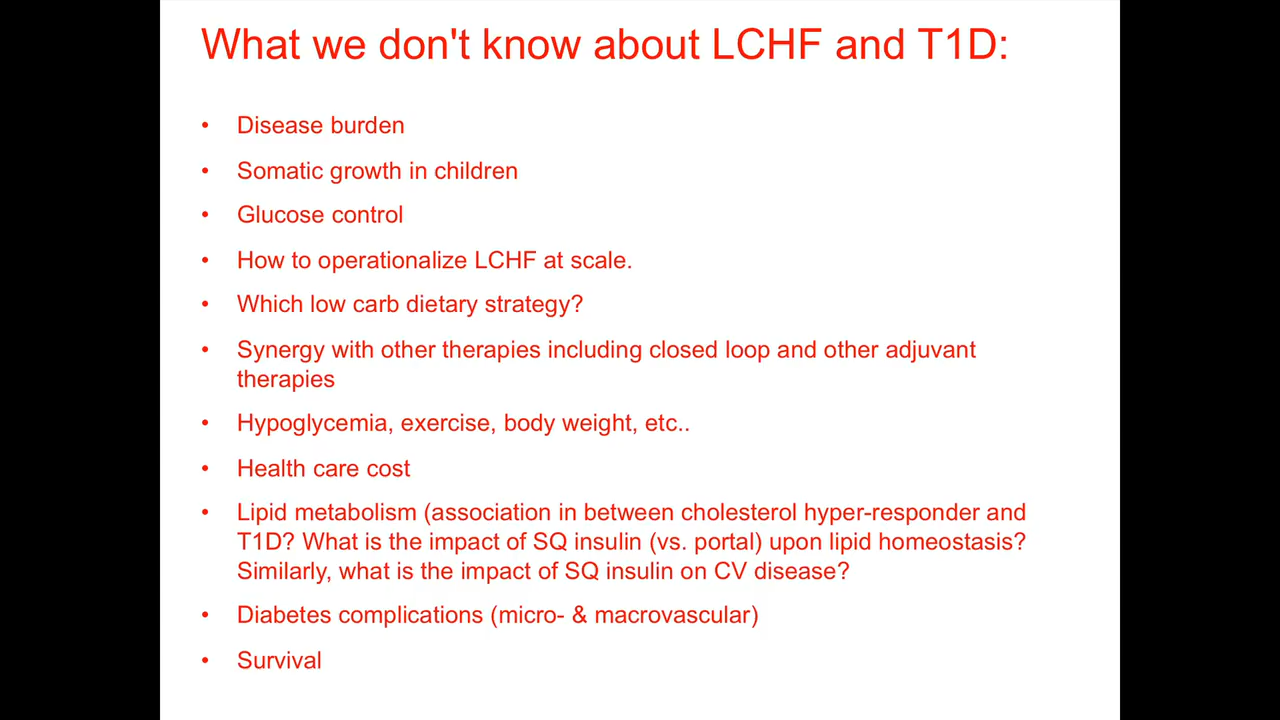 What we don't know about LCHF and T1D:
• Disease burden
• Somatic growth in children
• Glucose control
• How to operationalize LCHF at scale.
• Which low carb dietary strategy?
• Synergy with other therapies including closed loop and other adjuvant
therapies
• Hypoglycemia, exercise, body weight, etc..
• Health care cost
• Lipid metabolism (association in between cholesterol hyper-responder and
T1D? What is the impact of SQ insulin (vs. portal) upon lipid homeostasis?
Similarly, what is the impact of SQ insulin on CV disease?
• Diabetes complications (micro- & macrovascular)
• Survival